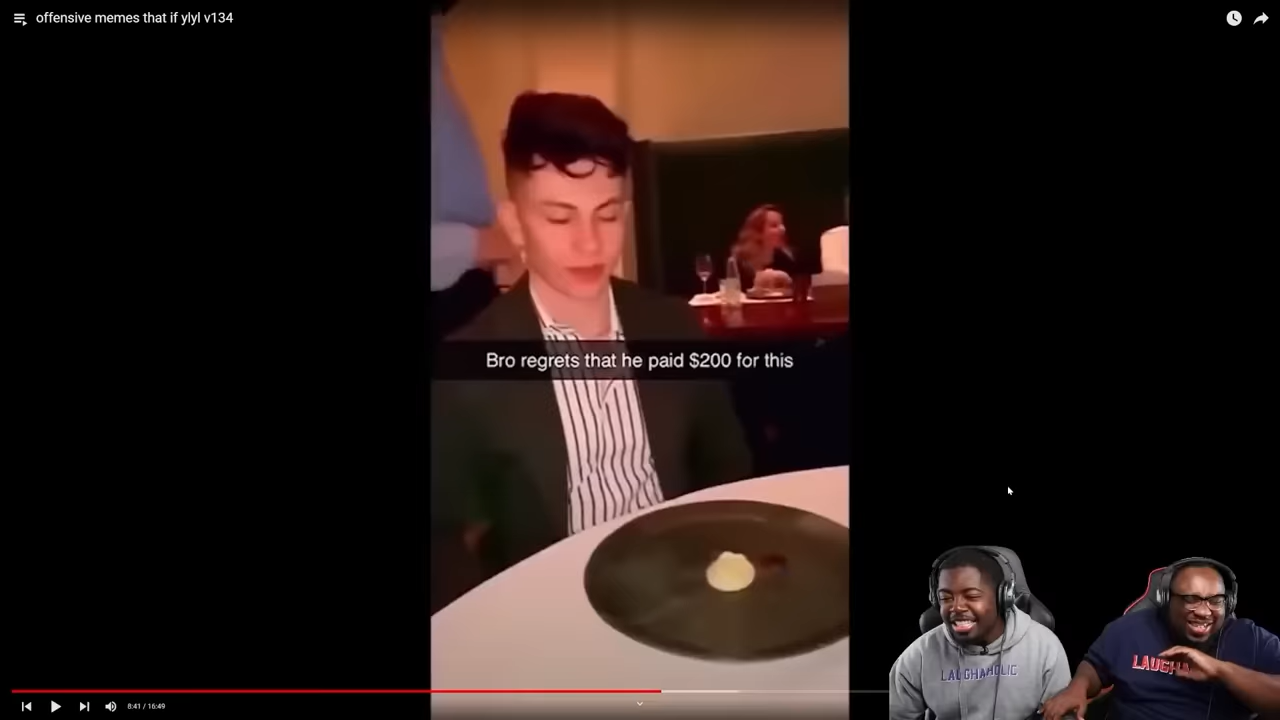 offensive memes that if ylyl v134
Bro regrets that he paid $200 for this
LAUGHAHOLIC
8:41 / 16:49